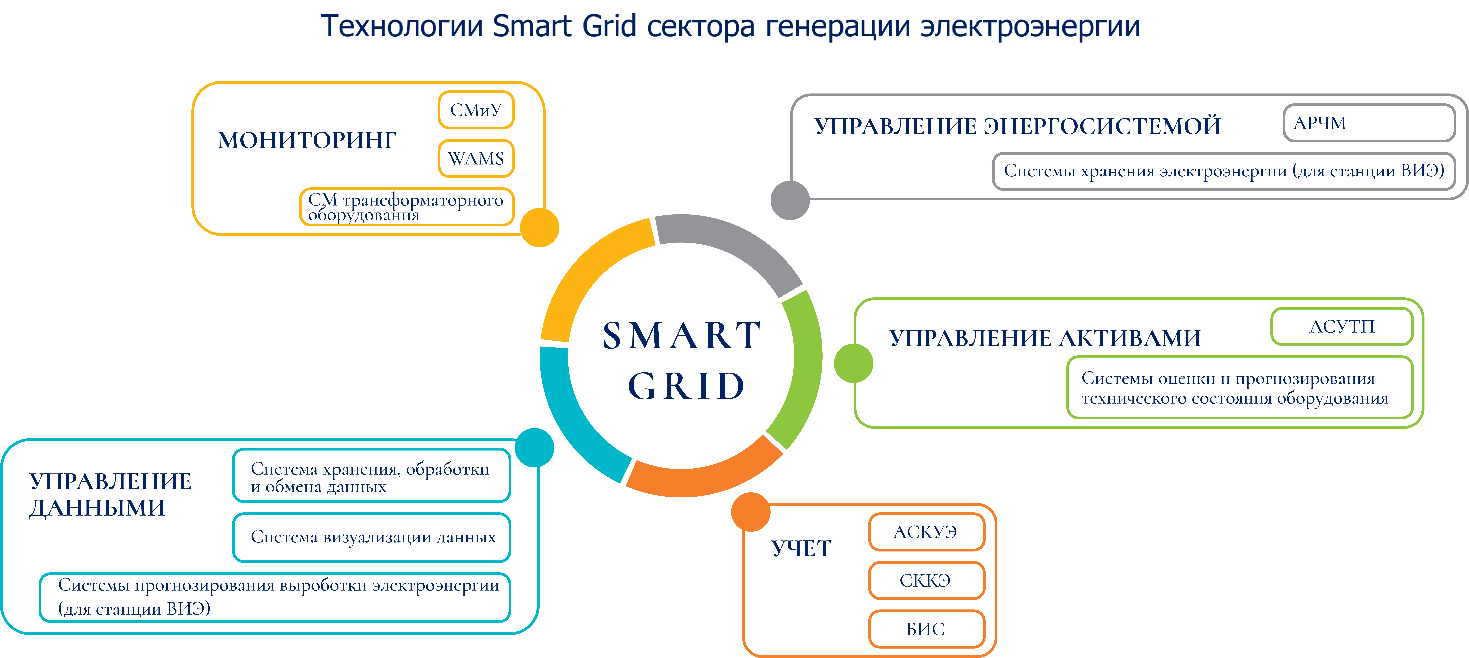 Технологии Smart Grid сектора генерации электроэнергии
МОНИТОРИНГ
СМиУ
WAMS
СМ трансформаторного
оборудования
УПРАВЛЕНИЕ ЭНЕРГОСИСТЕМОЙ
АРЧМ
Системы хранения электроэнергии (для станции ВИЭ)
SMART
GRID
УПРАВЛЕНИЕ АКТИВАМИ
АСУТП
Системы оценки и прогнозирования
технического состояния оборудования
УПРАВЛЕНИЕ
ДАННЫМИ
Система хранения, обработки
и обмена данных
Система визуализации данных
Системы прогнозирования выработки электроэнергии
(для станции ВИЭ)
УЧЕТ
АСКУЭ
СККЭ
БИС